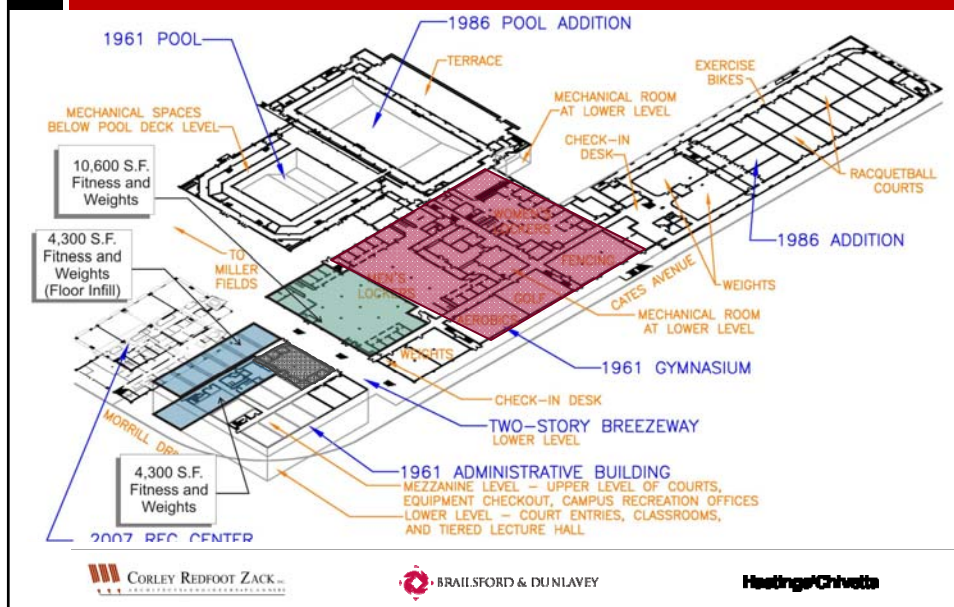 1986 POOL ADDITION
1961 POOL
TERRACE
EXERCISE
BIKES
MECHANICAL SPACES
BELOW POOL DECK LEVEL
MECHANICAL ROOM
AT LOWER LEVEL
CHECK-IN
DESK
10,600 S.F.
Fitness and
Weights
RACQUETBALL
COURTS
WOMEN'S
LOCKERS
4,300 S.F.
Fitness and
Weights
(Floor Infill)
1986 ADDITION
TO
MILLER
FIELDS
FENCING
MEN'S
LOCKERS
CATES AVENUE
WEIGHTS
GOLF
MECHANICAL ROOM
AT LOWER LEVEL
AEROBICS
WEIGHTS
1961 GYMNASIUM
CHECK-IN DESK
TWO-STORY BREEZEWAY
LOWER LEVEL
MORRILL
4,300 S.F.
Fitness and
Weights
1961 ADMINISTRATIVE BUILDING
MEZZANINE LEVEL – UPPER LEVEL OF COURTS,
EQUIPMENT CHECKOUT, CAMPUS RECREATION OFFICES
LOWER LEVEL – COURT ENTRIES, CLASSROOMS,
AND TIERED LECTURE HALL
2007 REC CENTER
CORLEY REDFOOT ZACK INC.
ARCHITECTS ENGINEERS PLANNERS
BRAILSFORD & DUNLAVEY
Hastings+Chivetta